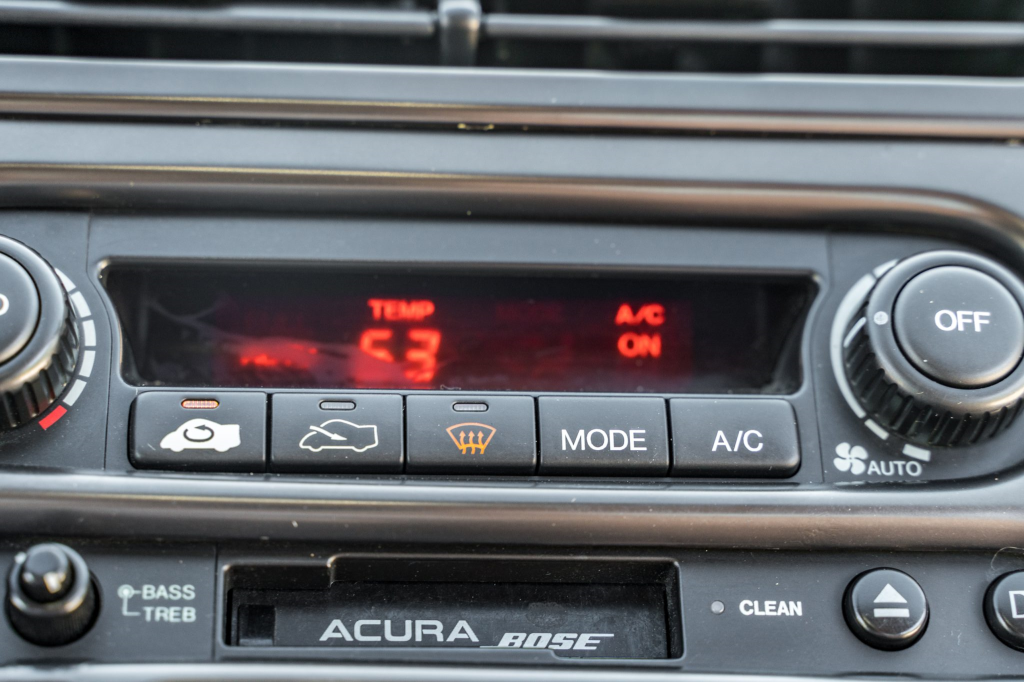 TEMP
A/C
53
ON
OFF
MODE
A/C
AUTO
BASS
TREB
CLEAN
ACURA BOSE